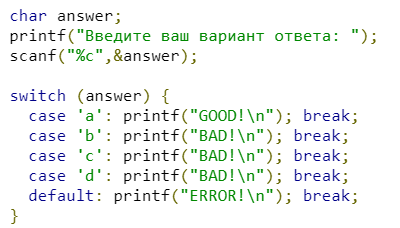 char answer;
printf("Введите ваш вариант ответа: ");
scanf("%c",&answer);
switch (answer) {
case 'a': printf("GOOD!\n"); break;
case 'b': printf("BAD!\n"); break;
case 'c': printf("BAD!\n"); break;
case 'd': printf("BAD!\n"); break;
default: printf("ERROR!\n"); break;
}